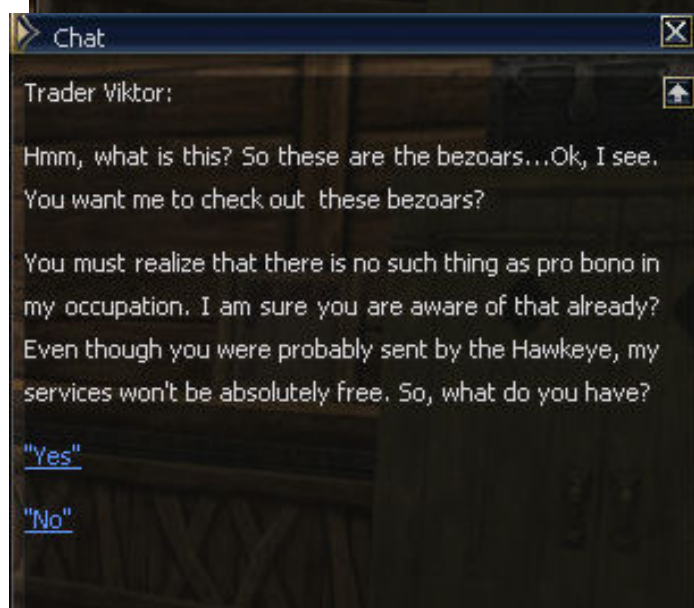 Chat
Trader Viktor:
Hmm, what is this? So these are the bezoars...Ok, I see.
You want me to check out  these bezoars?
You must realize that there is no such thing as pro bono in
my occupation. I am sure you are aware of that already?
Even though you were probably sent by the Hawkeye, my
services won't be absolutely free. So, what do you have?
"Yes"
"No"